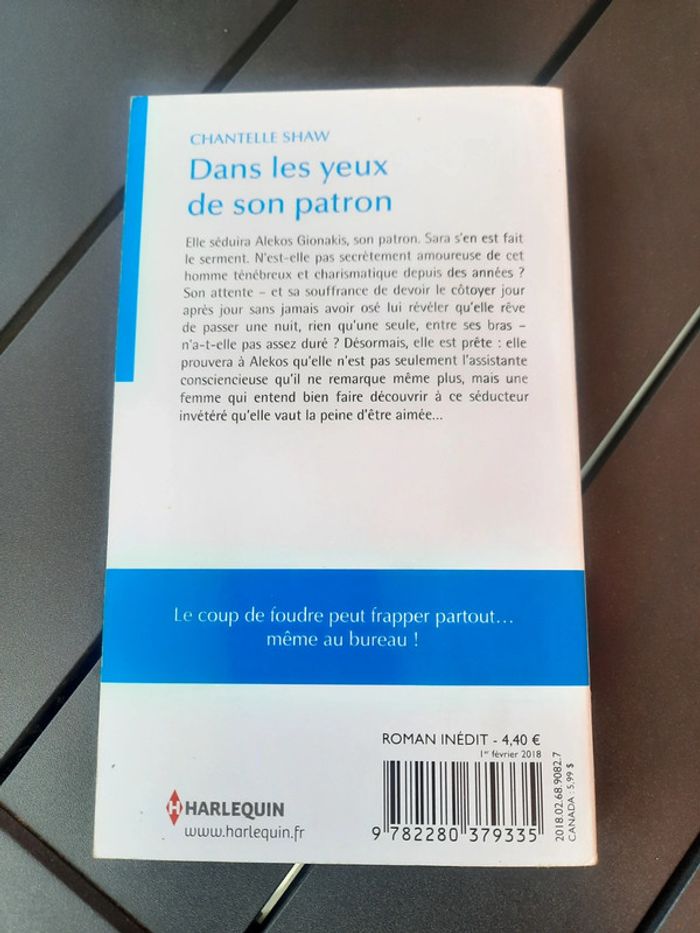 CHANTELLE SHAW
Dans les yeux
de son patron
Elle séduira Alekos Gionakis, son patron. Sara s'en est fait
le serment. N'est-elle pas secrètement amoureuse de cet
homme ténébreux et charismatique depuis des années ?
Son attente – et sa souffrance de devoir le côtoyer jour
après jour sans jamais avoir osé lui révéler qu'elle rêve
de passer une nuit, rien qu'une seule, entre ses bras –
n'a-t-elle pas assez duré ? Désormais, elle est prête : elle
prouvera à Alekos qu'elle n'est pas seulement l'assistante
consciencieuse qu'il ne remarque même plus, mais une
femme qui entend bien faire découvrir à ce séducteur
invétéré qu'elle vaut la peine d'être aimée...
Le coup de foudre peut frapper partout...
même au bureau !
ROMAN INÉDIT - 4,40 €
1er février 2018
H HARLEQUIN
www.harlequin.fr
9 782280 379335
2018.02.68.9082.7
CANADA : 5,99 $